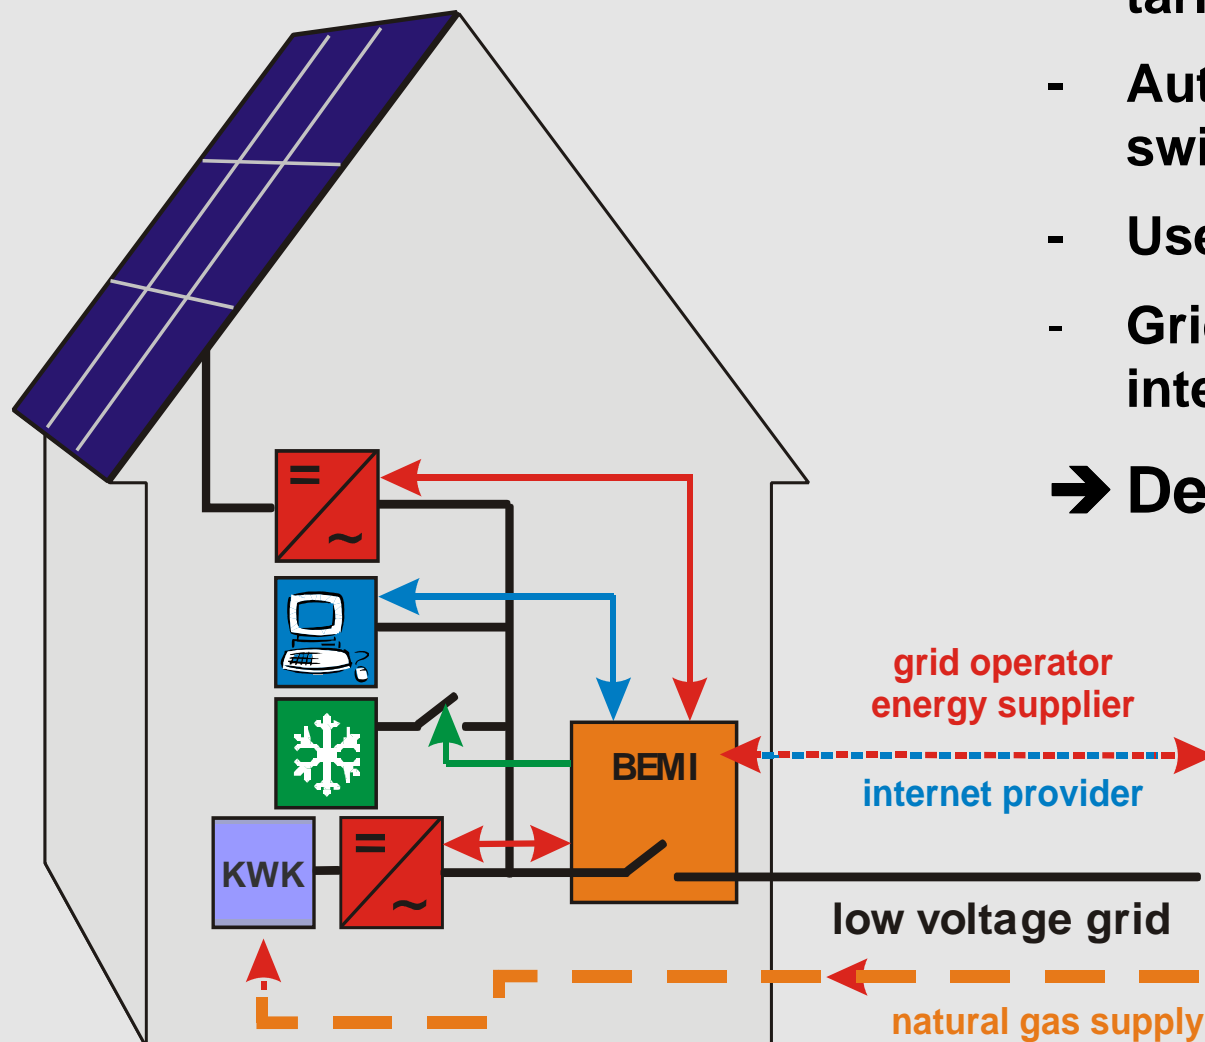 - Aut
swi
- Use
- Gri
inte
➔ De
grid operator
energy supplier
BEMI
internet provider
KWK
low voltage grid
natural gas supply